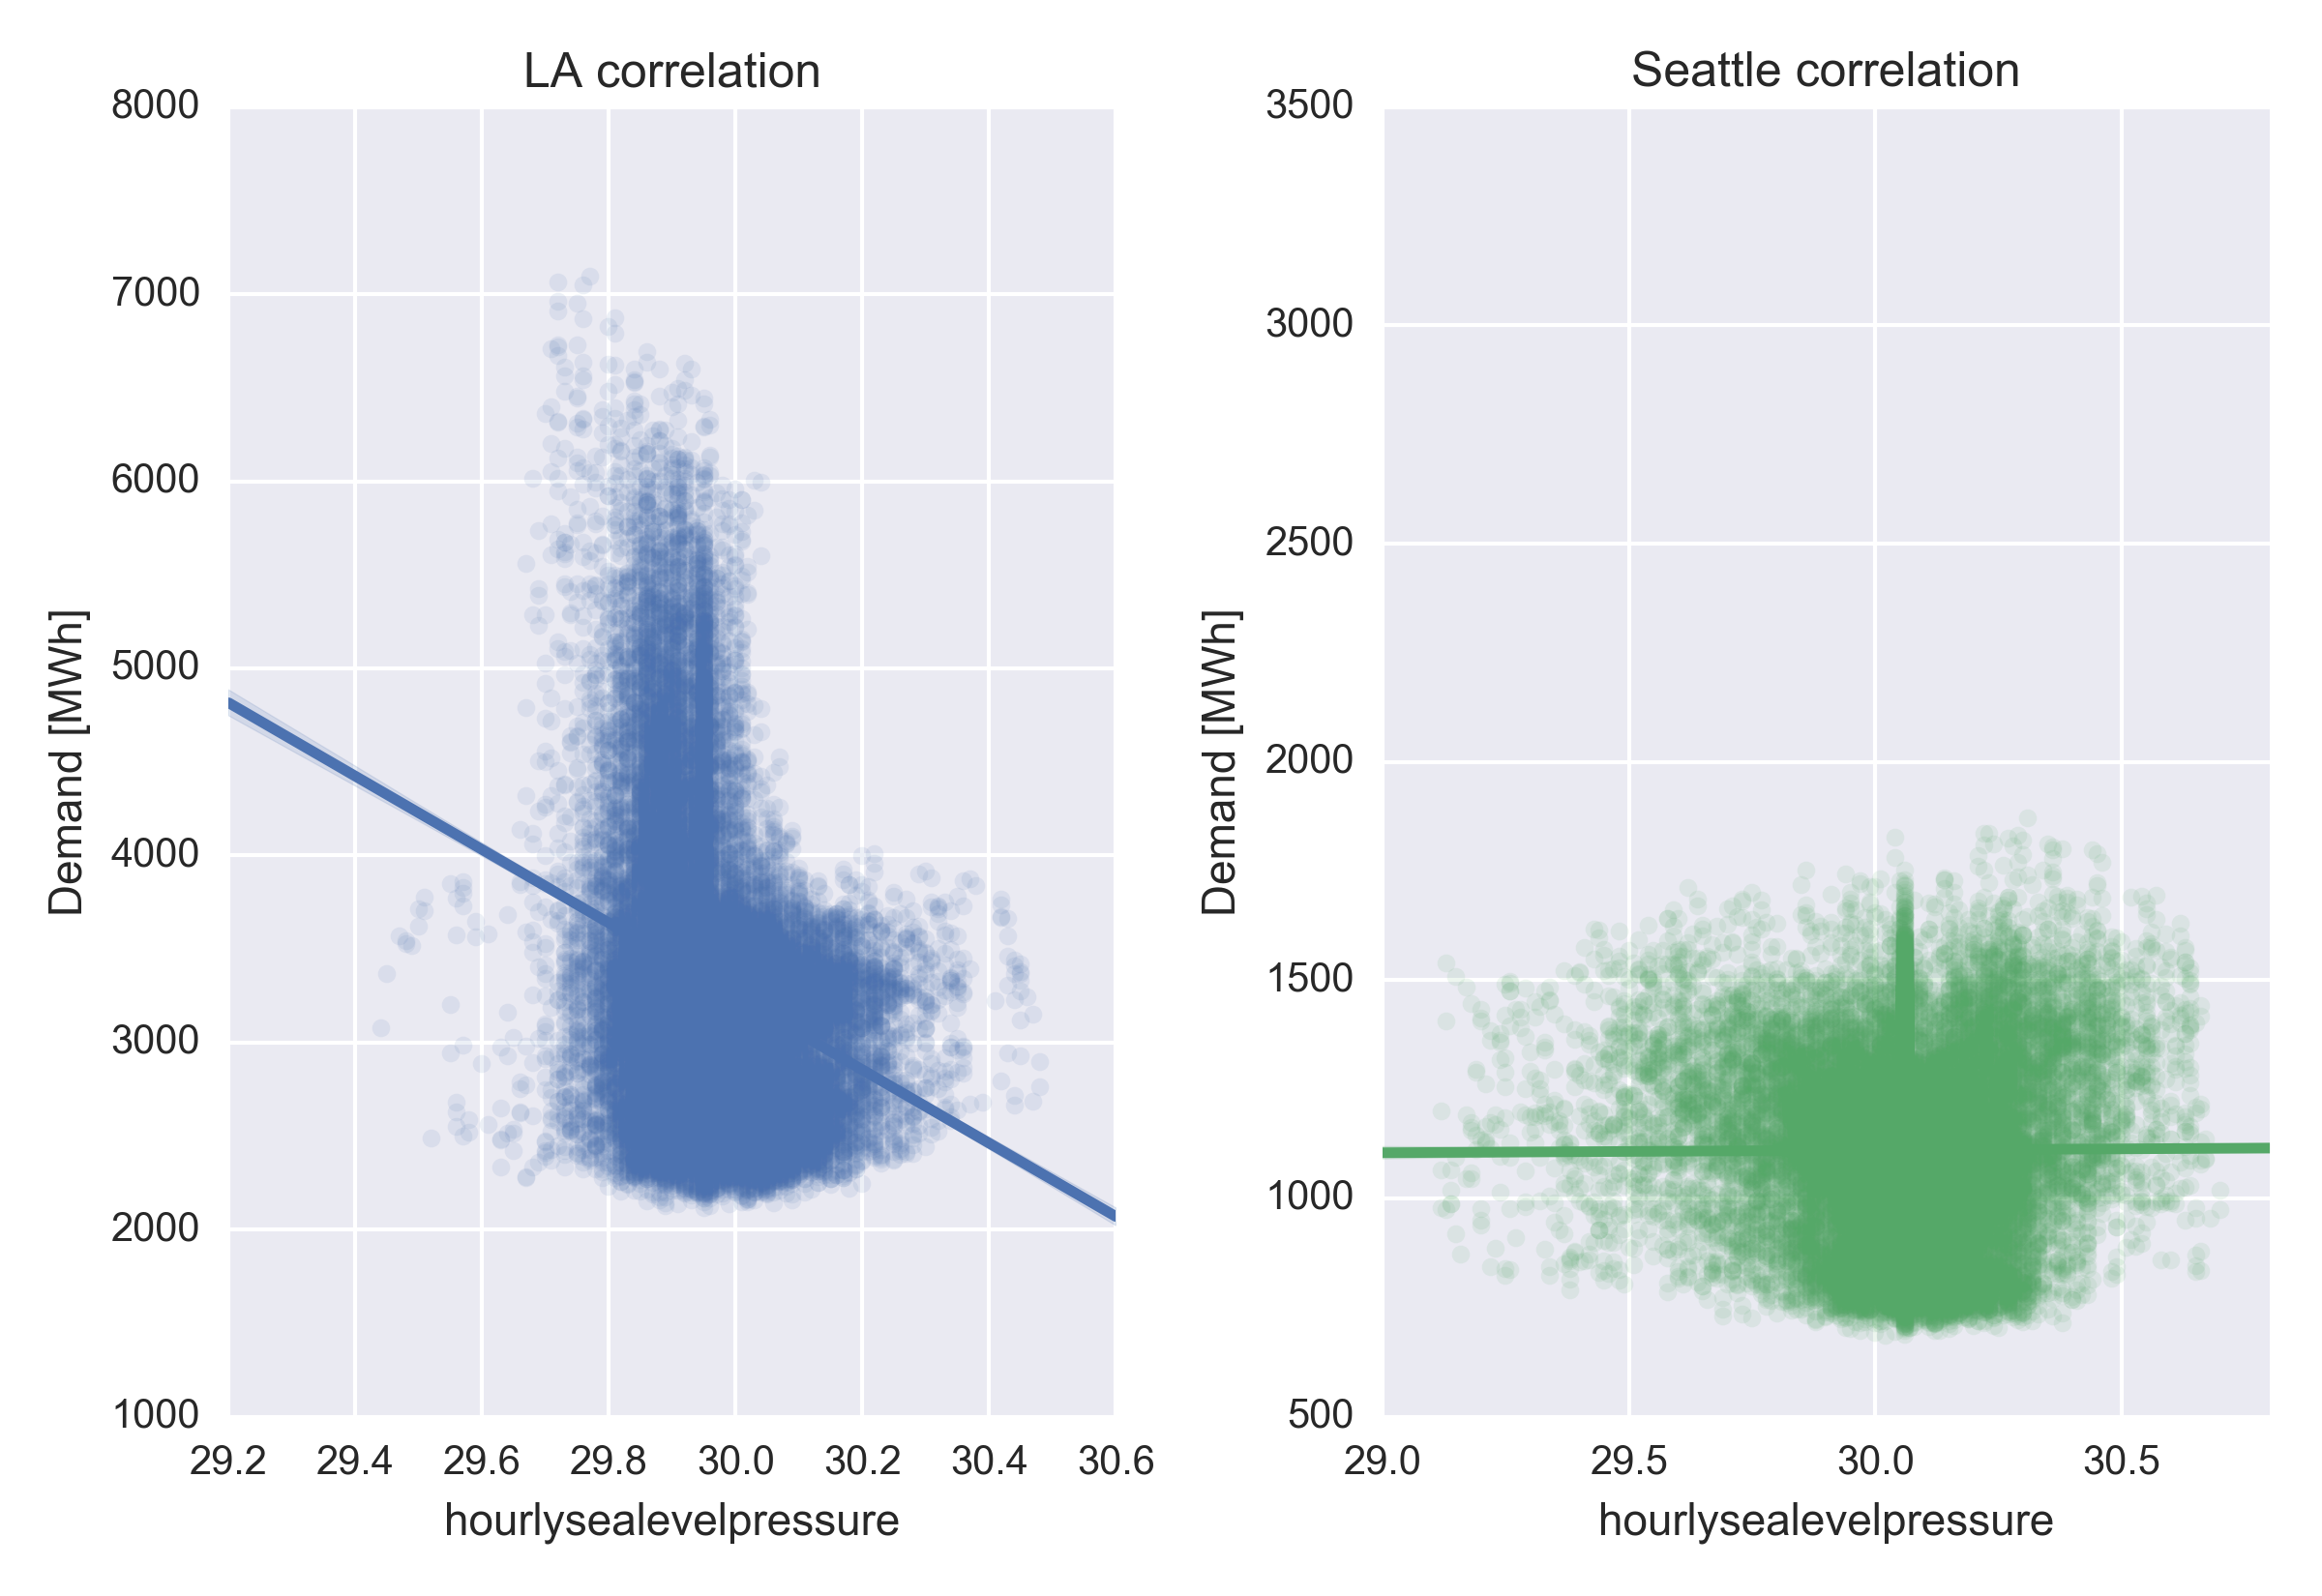 LA correlation
8000
7000
6000
5000
4000
3000
2000
1000
Demand [MWh]
29.2 29.4 29.6 29.8 30.0 30.2 30.4 30.6
hourlysealevelpressure
Seattle correlation
3500
3000
2500
2000
1500
1000
500
Demand [MWh]
29.0 29.5 30.0 30.5
hourlysealevelpressure